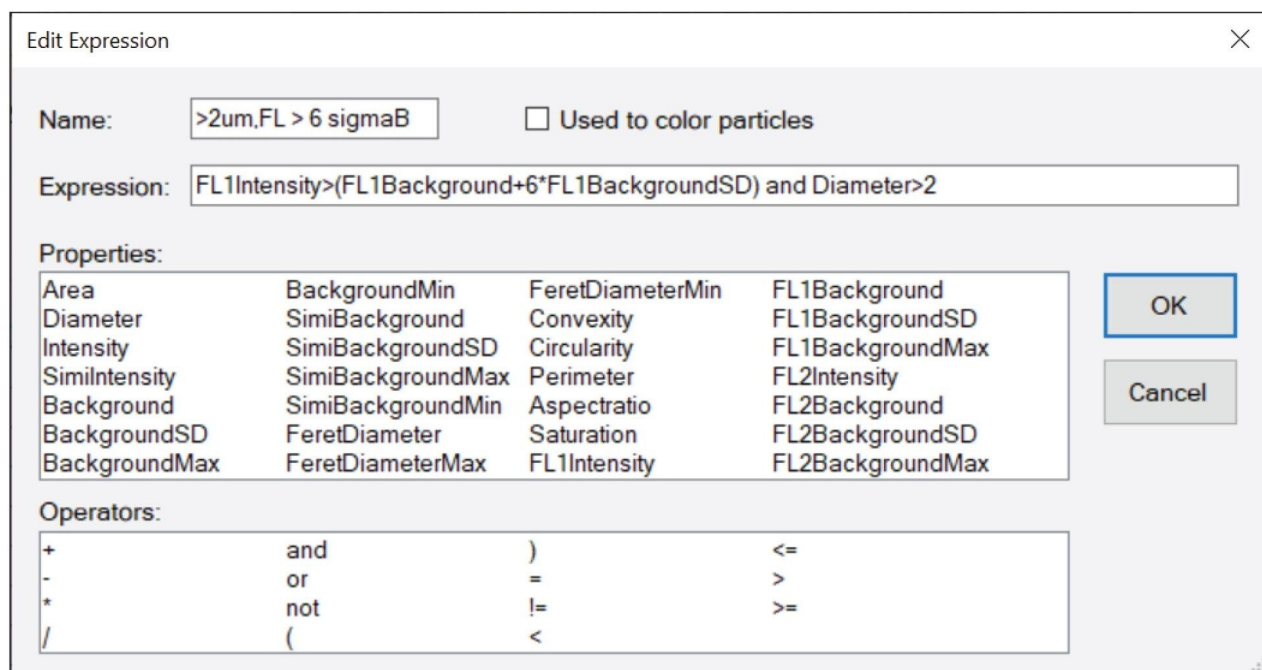 Edit Expression
Name: >2um,FL > 6 sigmaB Used to color particles
Expression: FL1Intensity>(FL1Background+6*FL1BackgroundSD) and Diameter>2
Properties:
Area BackgroundMin FeretDiameterMin FL1Background
Diameter SimiBackground Convexity FL1BackgroundSD
Intensity SimiBackgroundSD Circularity FL1BackgroundMax
SimiIntensity SimiBackgroundMax Perimeter FL2Intensity
Background SimiBackgroundMin Aspectratio FL2Background
BackgroundSD FeretDiameter Saturation FL2BackgroundSD
BackgroundMax FeretDiameterMax FL1Intensity FL2BackgroundMax
OK
Cancel
Operators:
+ and ) <=
- or = >
* not != >=
/ ( <